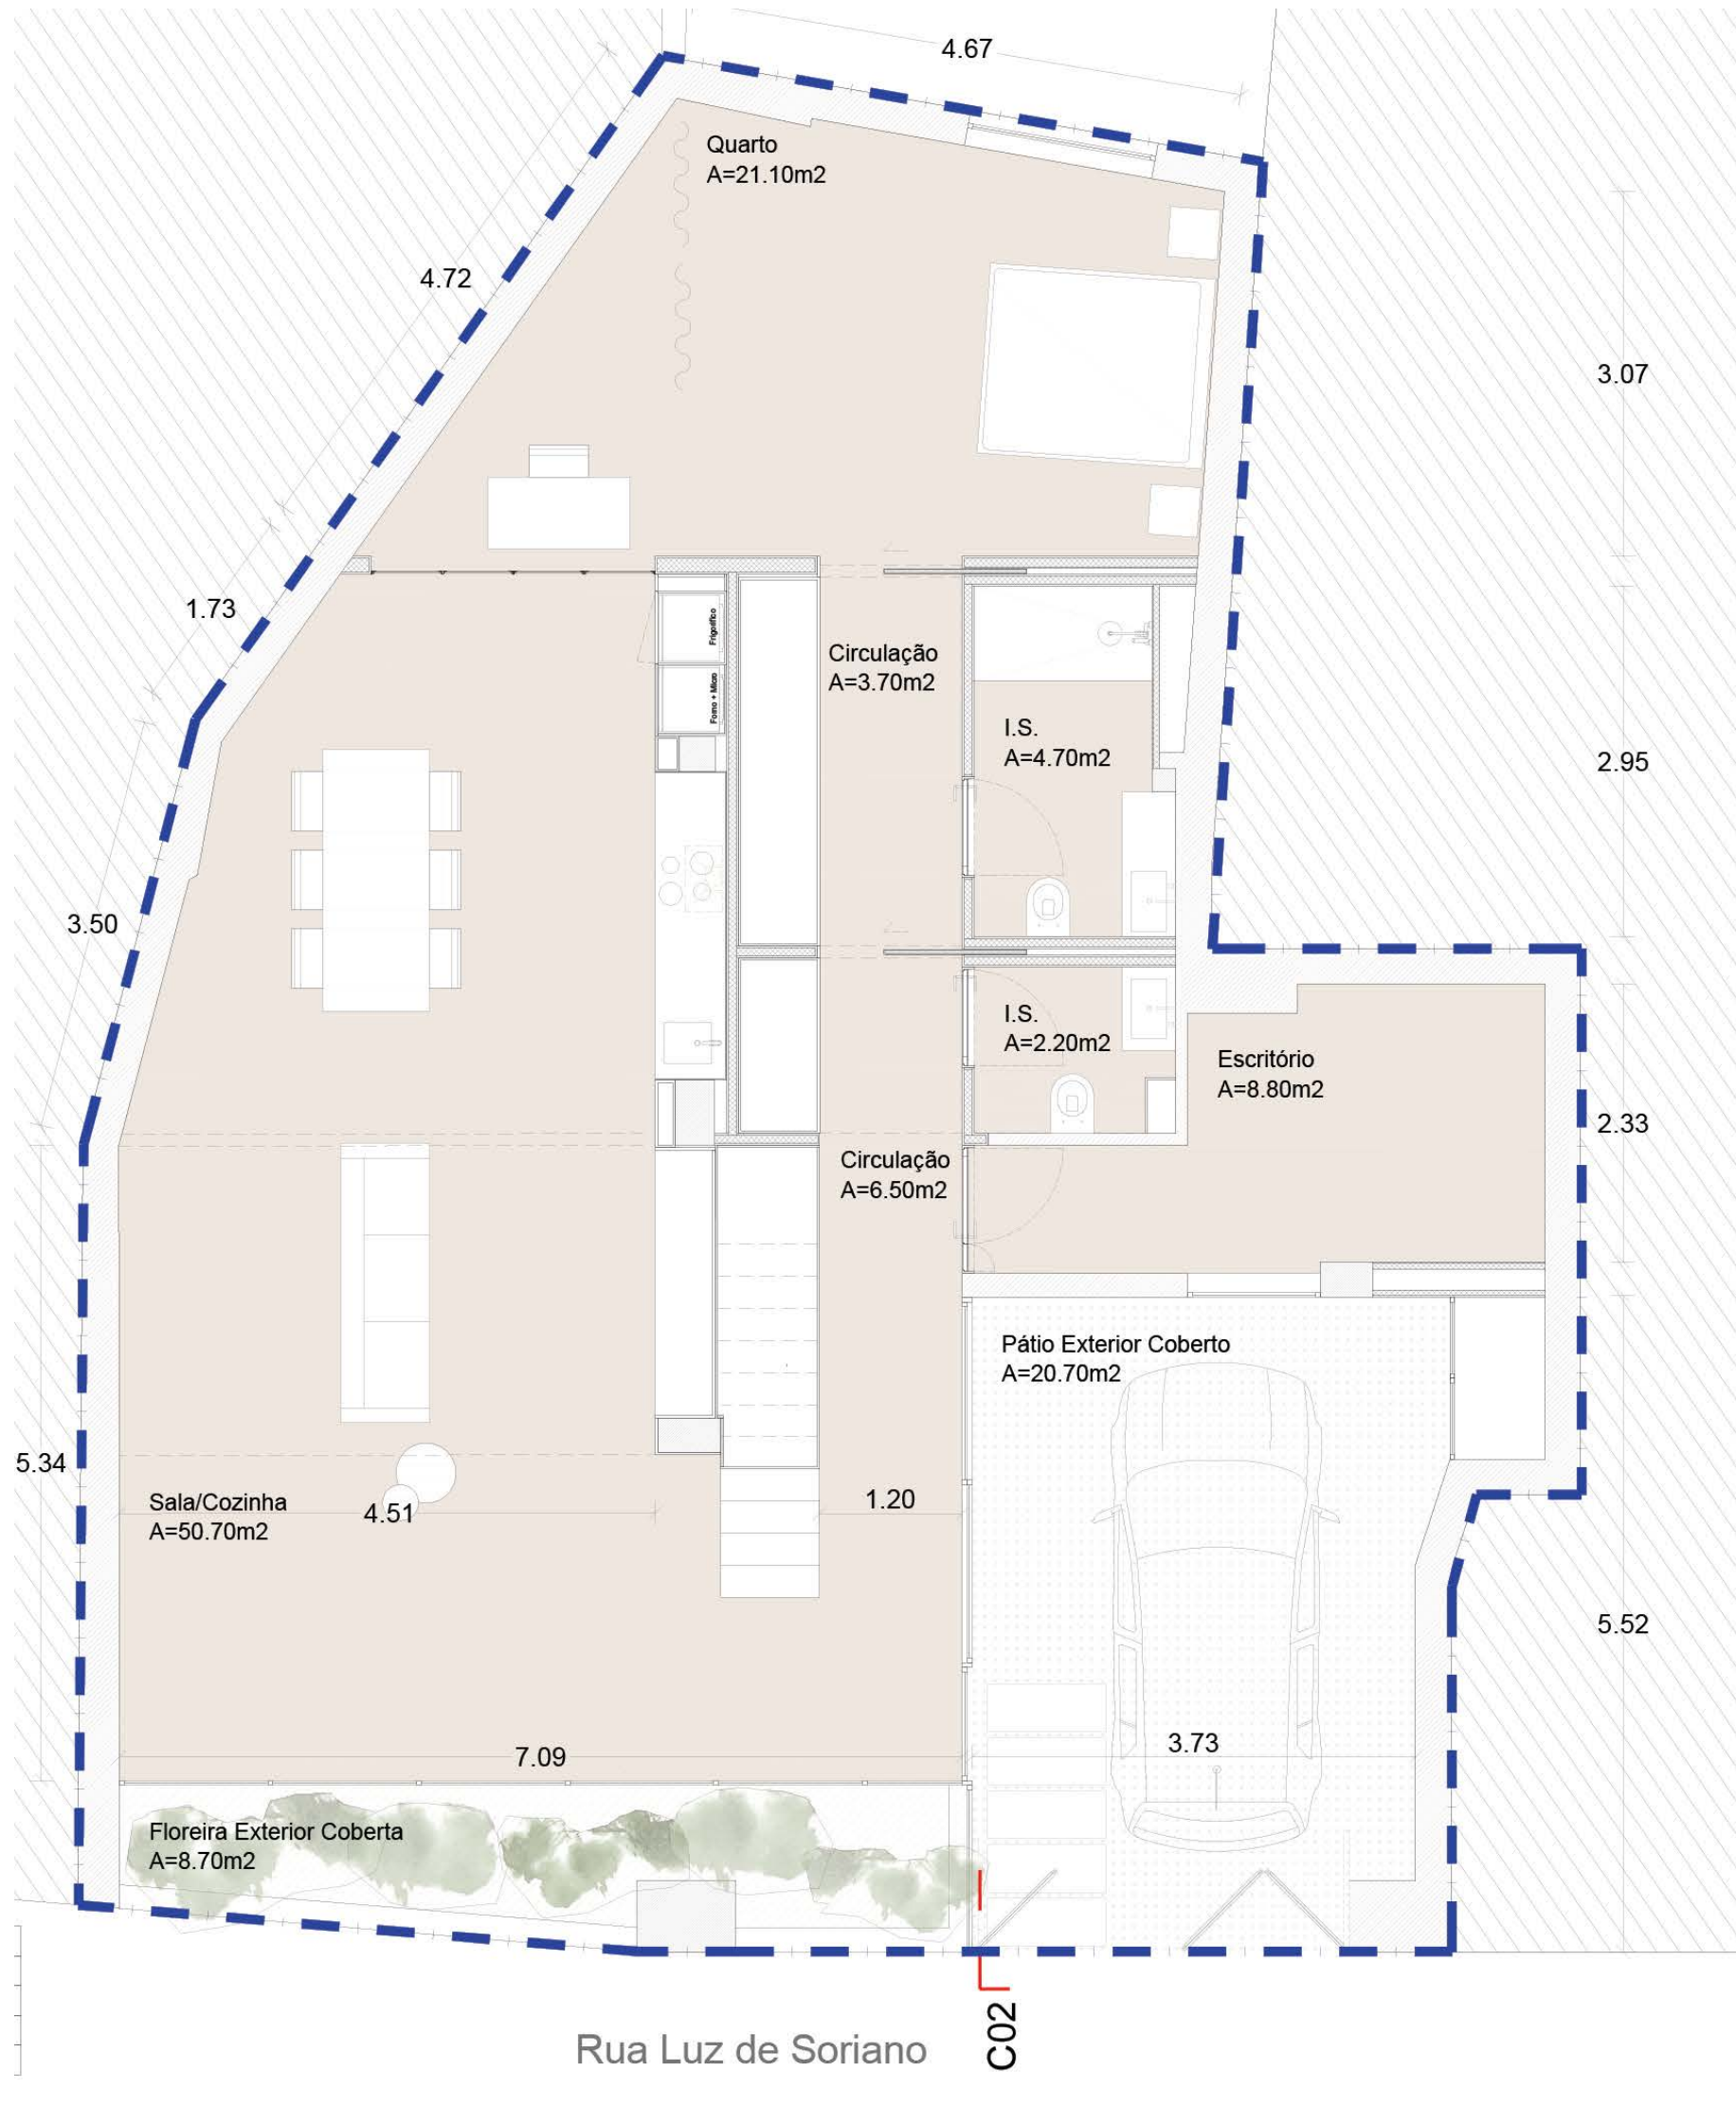 4.67
Quarto
A=21.10m2
4.72
3.07
1.73
Frigorífico
Forno + Micro
Circulação
A=3.70m2
I.S.
A=4.70m2
2.95
3.50
I.S.
A=2.20m2
Escritório
A=8.80m2
2.33
Circulação
A=6.50m2
Pátio Exterior Coberto
A=20.70m2
5.34
Sala/Cozinha
A=50.70m2
4.51
1.20
5.52
7.09
3.73
Floreira Exterior Coberta
A=8.70m2
C02
Rua Luz de Soriano